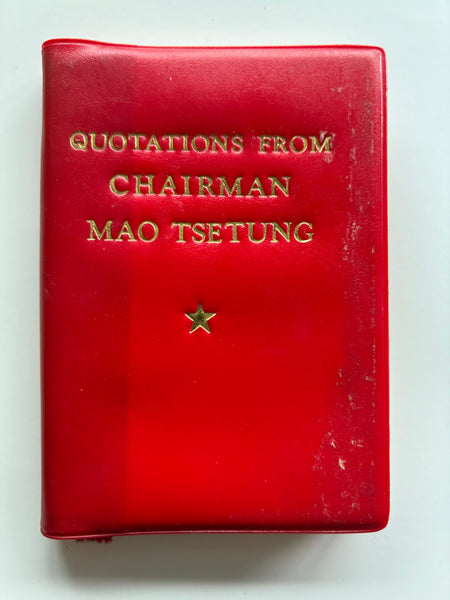 QUOTATIONS FROM
CHAIRMAN
MAO TSETUNG